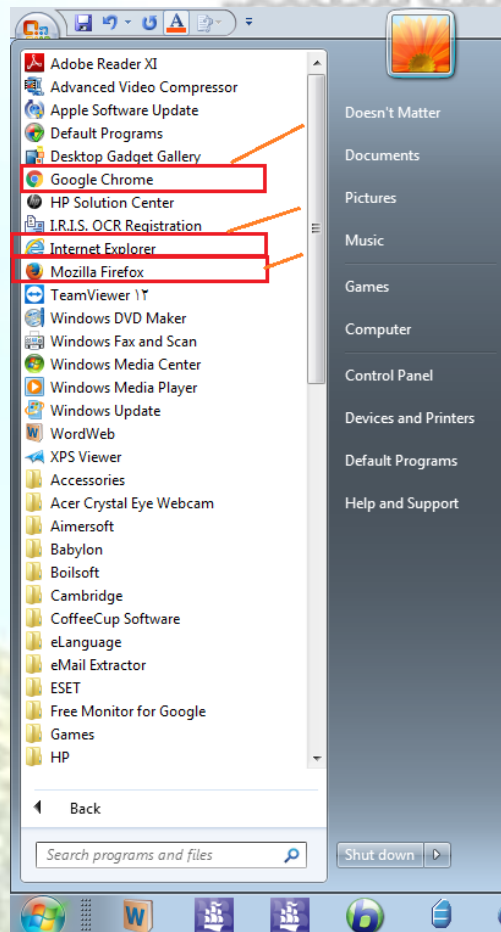 Adobe Reader XI
Advanced Video Compressor
Apple Software Update
Default Programs
Desktop Gadget Gallery
Google Chrome
HP Solution Center
I.R.I.S. OCR Registration
Internet Explorer
Mozilla Firefox
TeamViewer ۱۲
Windows DVD Maker
Windows Fax and Scan
Windows Media Center
Windows Media Player
Windows Update
WordWeb
XPS Viewer
Accessories
Acer Crystal Eye Webcam
Aimersoft
Babylon
Boilsoft
Cambridge
CoffeeCup Software
eLanguage
eMail Extractor
ESET
Free Monitor for Google
Games
HP
Back
Search programs and files
Doesn't Matter
Documents
Pictures
Music
Games
Computer
Control Panel
Devices and Printers
Default Programs
Help and Support
Shut down